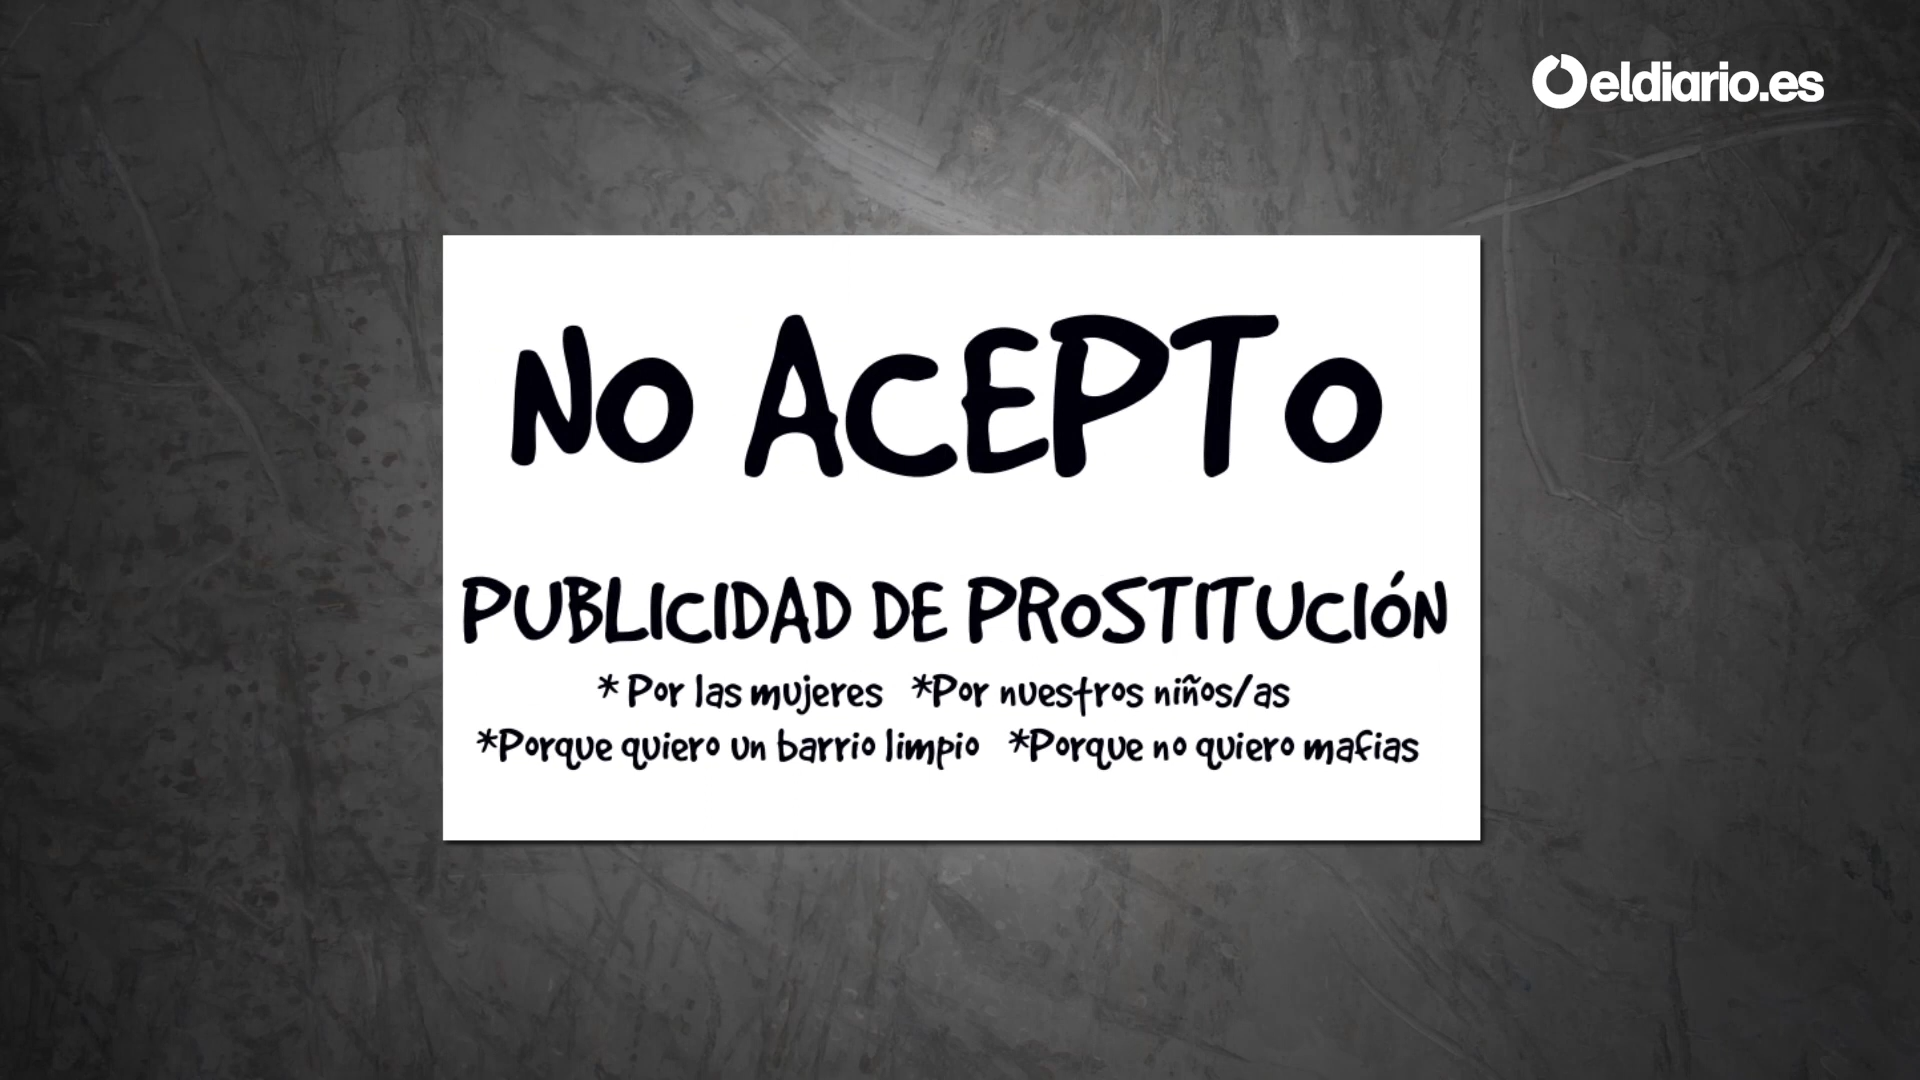 eldiario.es
No ACEPTo
PUBLICIDAD DE PRoSTITUCIÓN
* Por las mujeres *Por nuestros niños/as
*Porque quiero un barrio limpio *Porque no quiero mafias